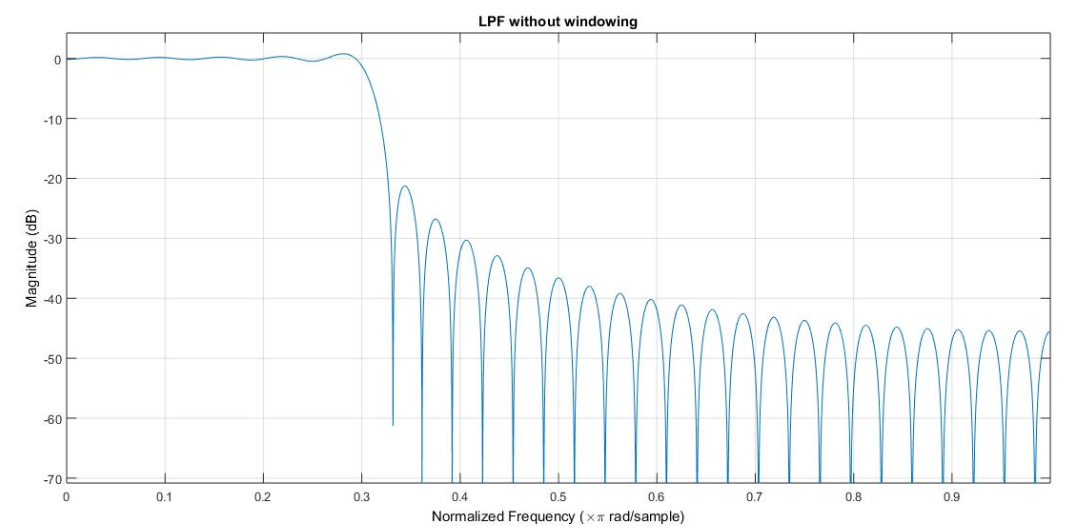 LPF without windowing
Magnitude (dB)
0
-10
-20
-30
-40
-50
-60
-70
0 0.1 0.2 0.3 0.4 0.5 0.6 0.7 0.8 0.9
Normalized Frequency (×π rad/sample)